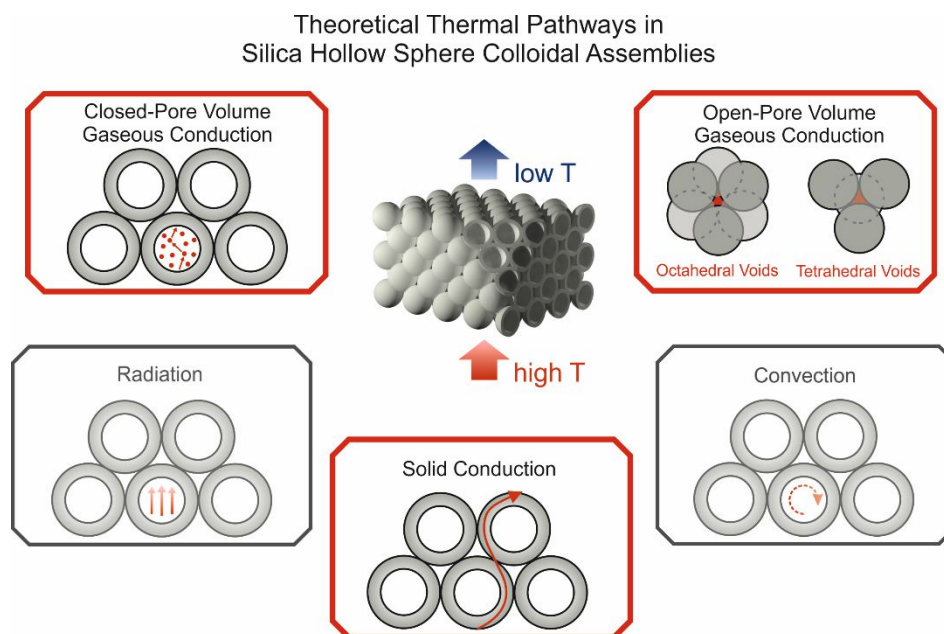 Theoretical Thermal Pathways in
Silica Hollow Sphere Colloidal Assemblies
Closed-Pore Volume
Gaseous Conduction
low T
high T
Open-Pore Volume
Gaseous Conduction
Octahedral Voids
Tetrahedral Voids
Radiation
Solid Conduction
Convection